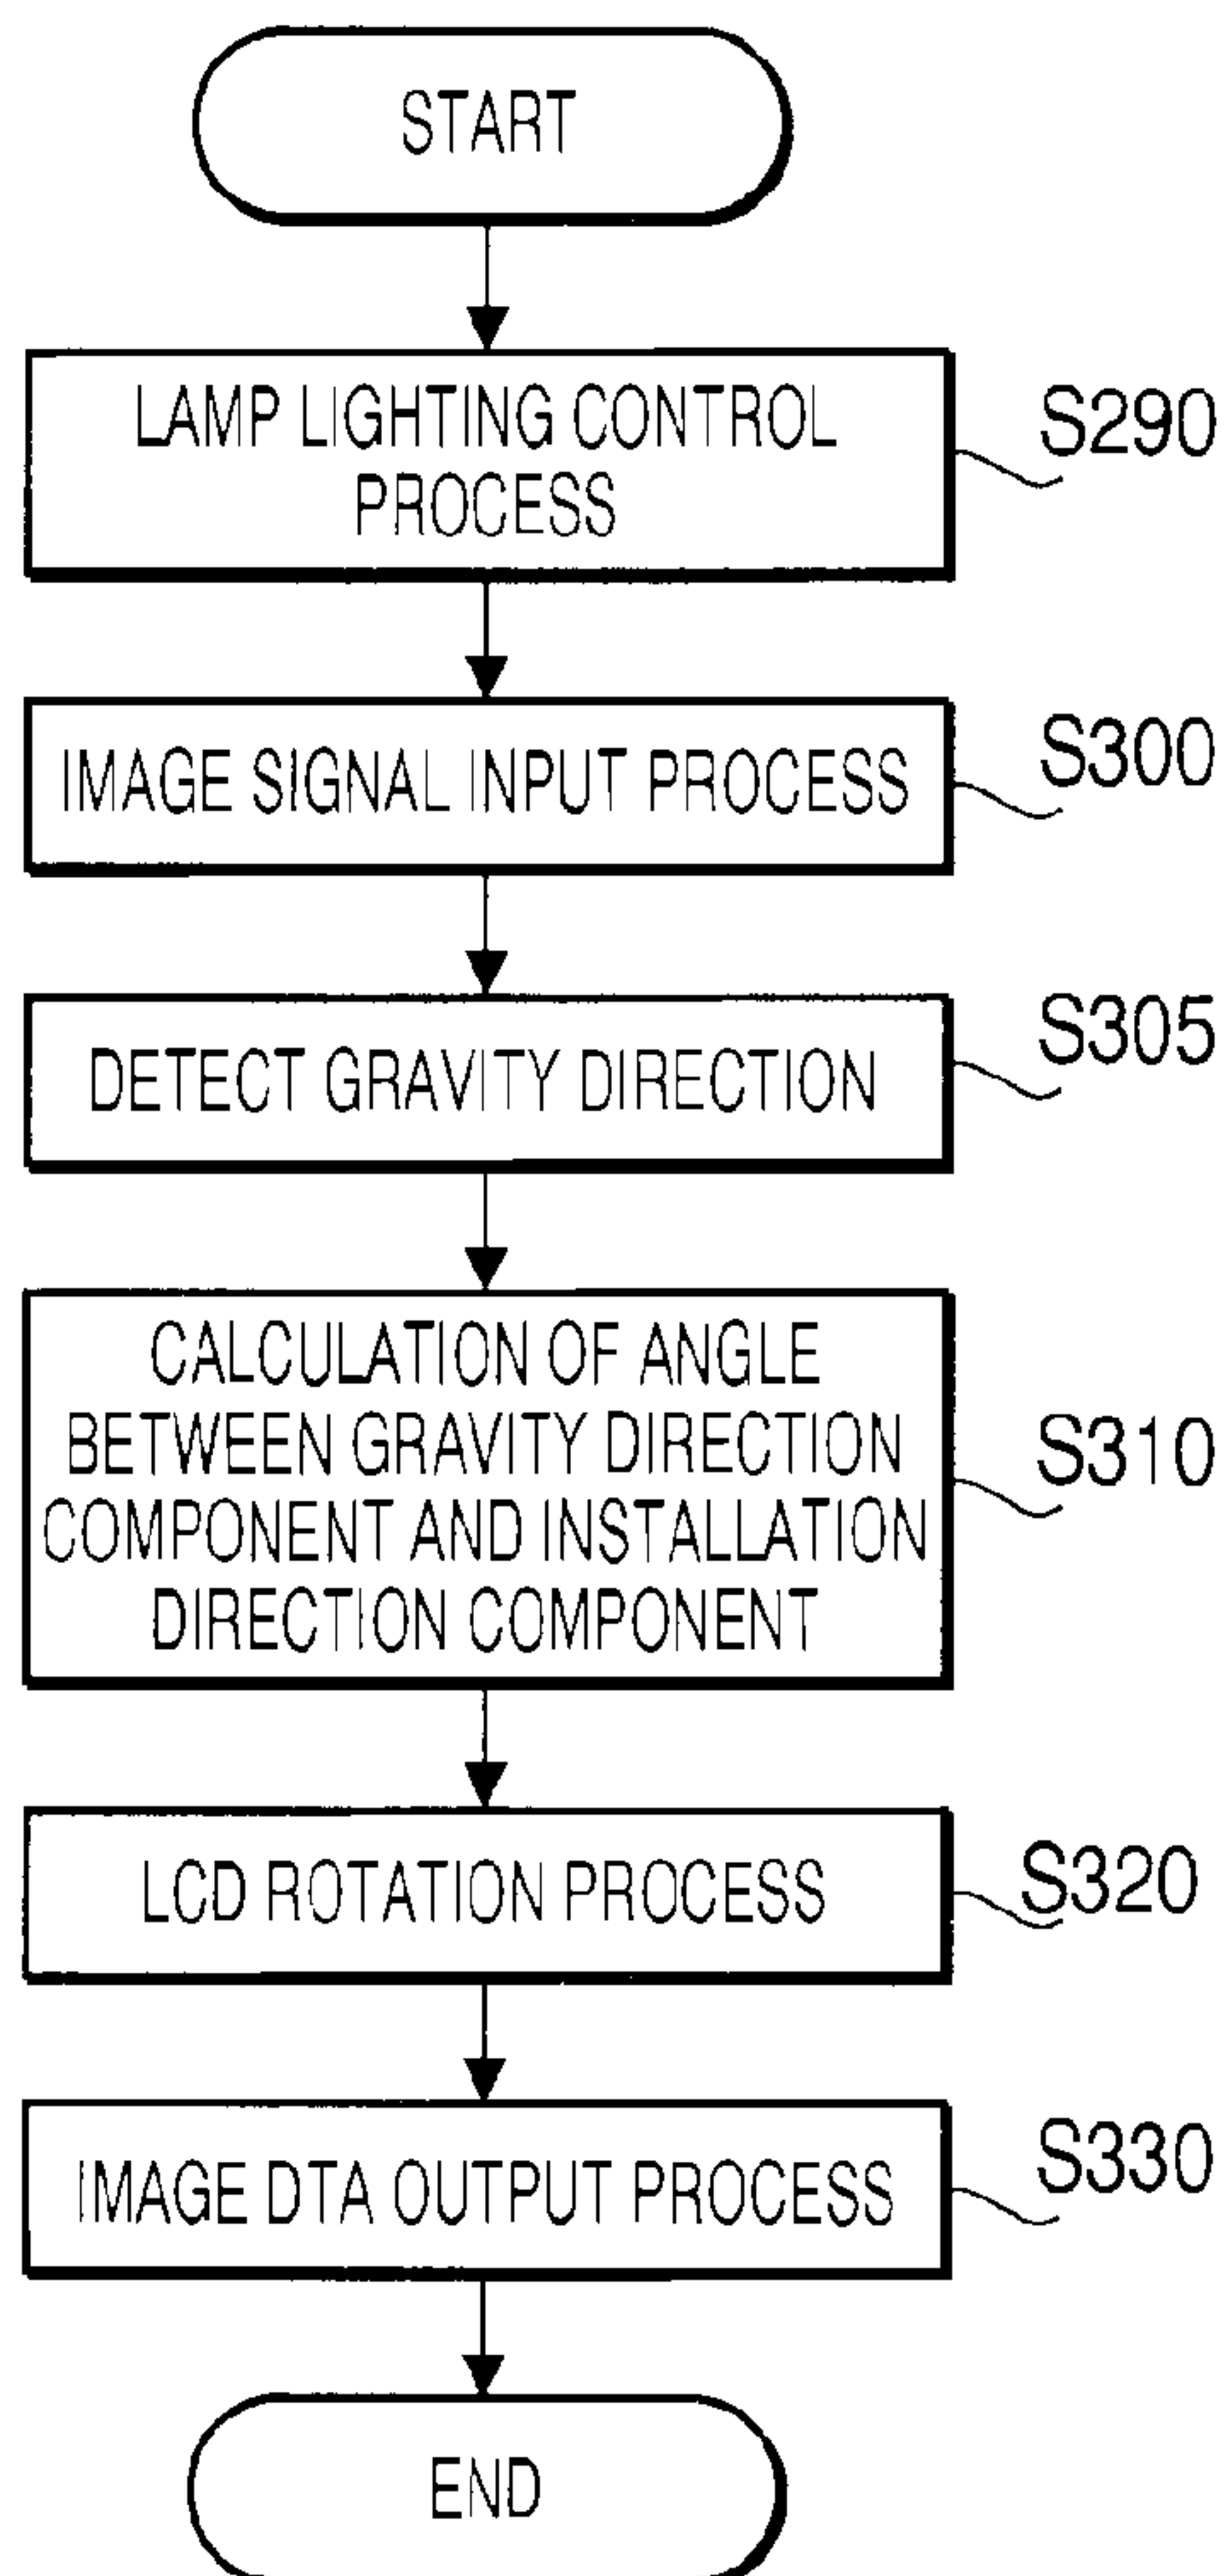 START
LAMP LIGHTING CONTROL
PROCESS
S290
IMAGE SIGNAL INPUT PROCESS
S300
DETECT GRAVITY DIRECTION
S305
CALCULATION OF ANGLE
BETWEEN GRAVITY DIRECTION
COMPONENT AND INSTALLATION
DIRECTION COMPONENT
S310
LCD ROTATION PROCESS
S320
IMAGE DTA OUTPUT PROCESS
S330
END